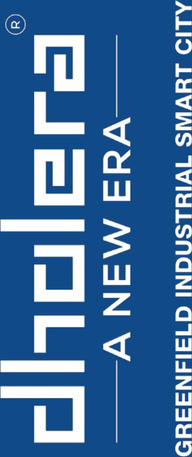 dholera®
A NEW ERA
GREENFIELD INDUSTRIAL SMART CITY